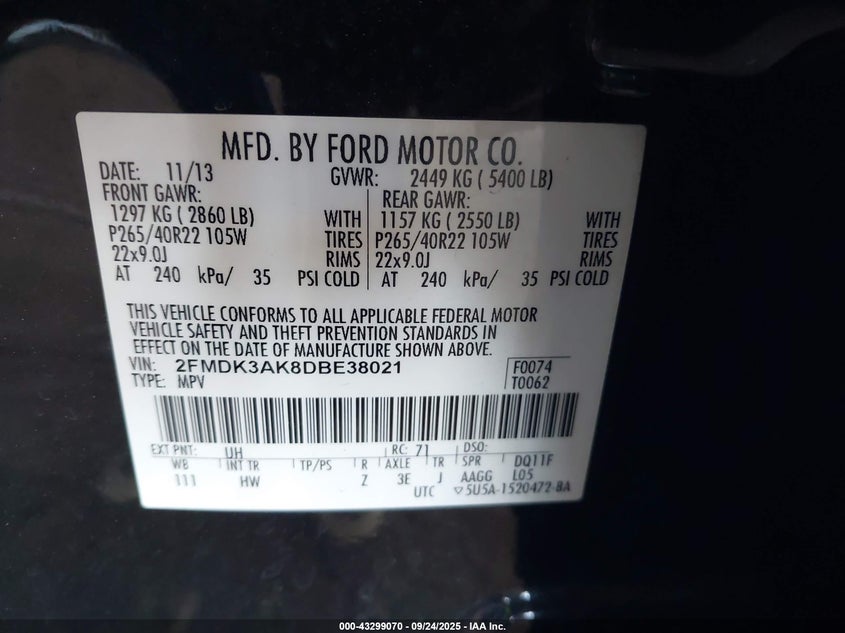 MFD. BY FORD MOTOR CO.
DATE: 11/13 GVWR: 2449 KG ( 5400 LB)
FRONT GAWR: REAR GAWR:
1297 KG ( 2860 LB) WITH 1157 KG ( 2550 LB) WITH
P265/40R22 105W TIRES P265/40R22 105W TIRES
22x9.0J RIMS 22x9.0J RIMS
AT 240 kPa/ 35 PSI COLD AT 240 kPa/ 35 PSI COLD
THIS VEHICLE CONFORMS TO ALL APPLICABLE FEDERAL MOTOR
VEHICLE SAFETY AND THEFT PREVENTION STANDARDS IN
EFFECT ON THE DATE OF MANUFACTURE SHOWN ABOVE.
VIN: 2FMDK3AK8DBE38021 F0074
TYPE: MPV T0062
EXT PNT: UH RC: 71 DSO:
WB INT TR TP/PS R AXLE TR SPR DQ11F
111 HW Z 3E J AAGG L05
UTC ▽5U5A-1520472-BA
000-43299070 - 09/24/2025 - IAA Inc.